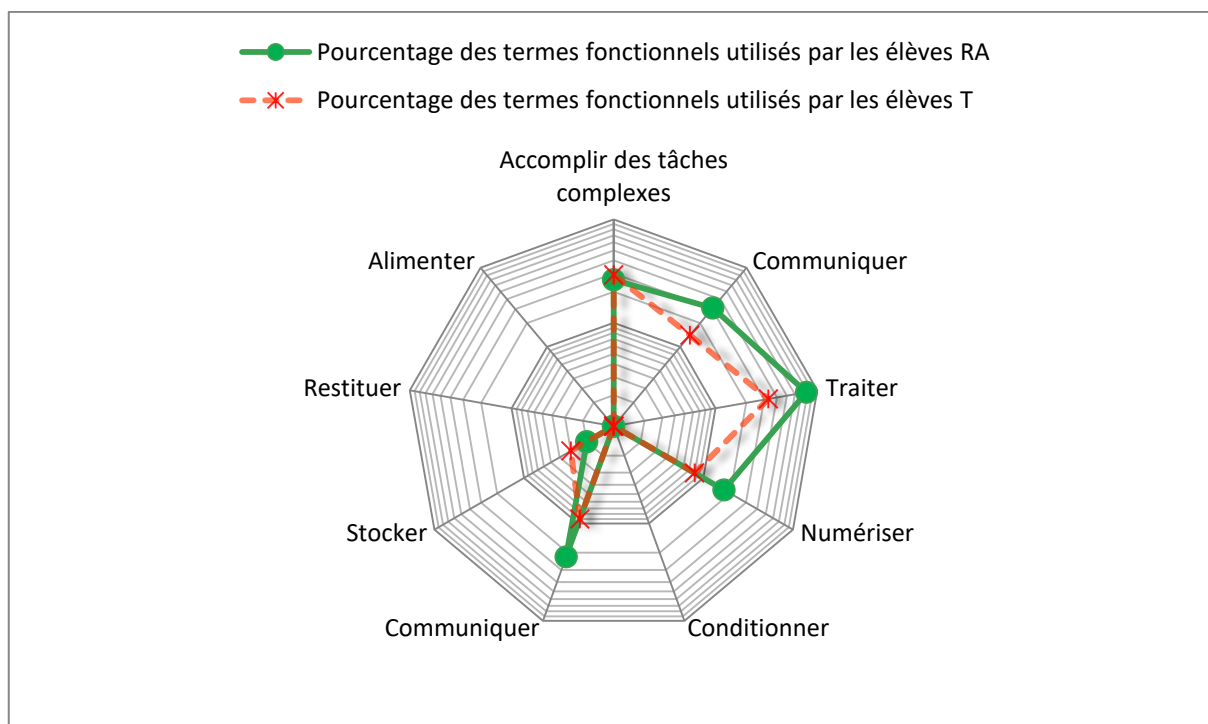 Pourcentage des termes fonctionnels utilisés par les élèves RA
Pourcentage des termes fonctionnels utilisés par les élèves T
Accomplir des tâches
complexes
Alimenter
Communiquer
Restituer
Traiter
Stocker
Numériser
Communiquer
Conditionner